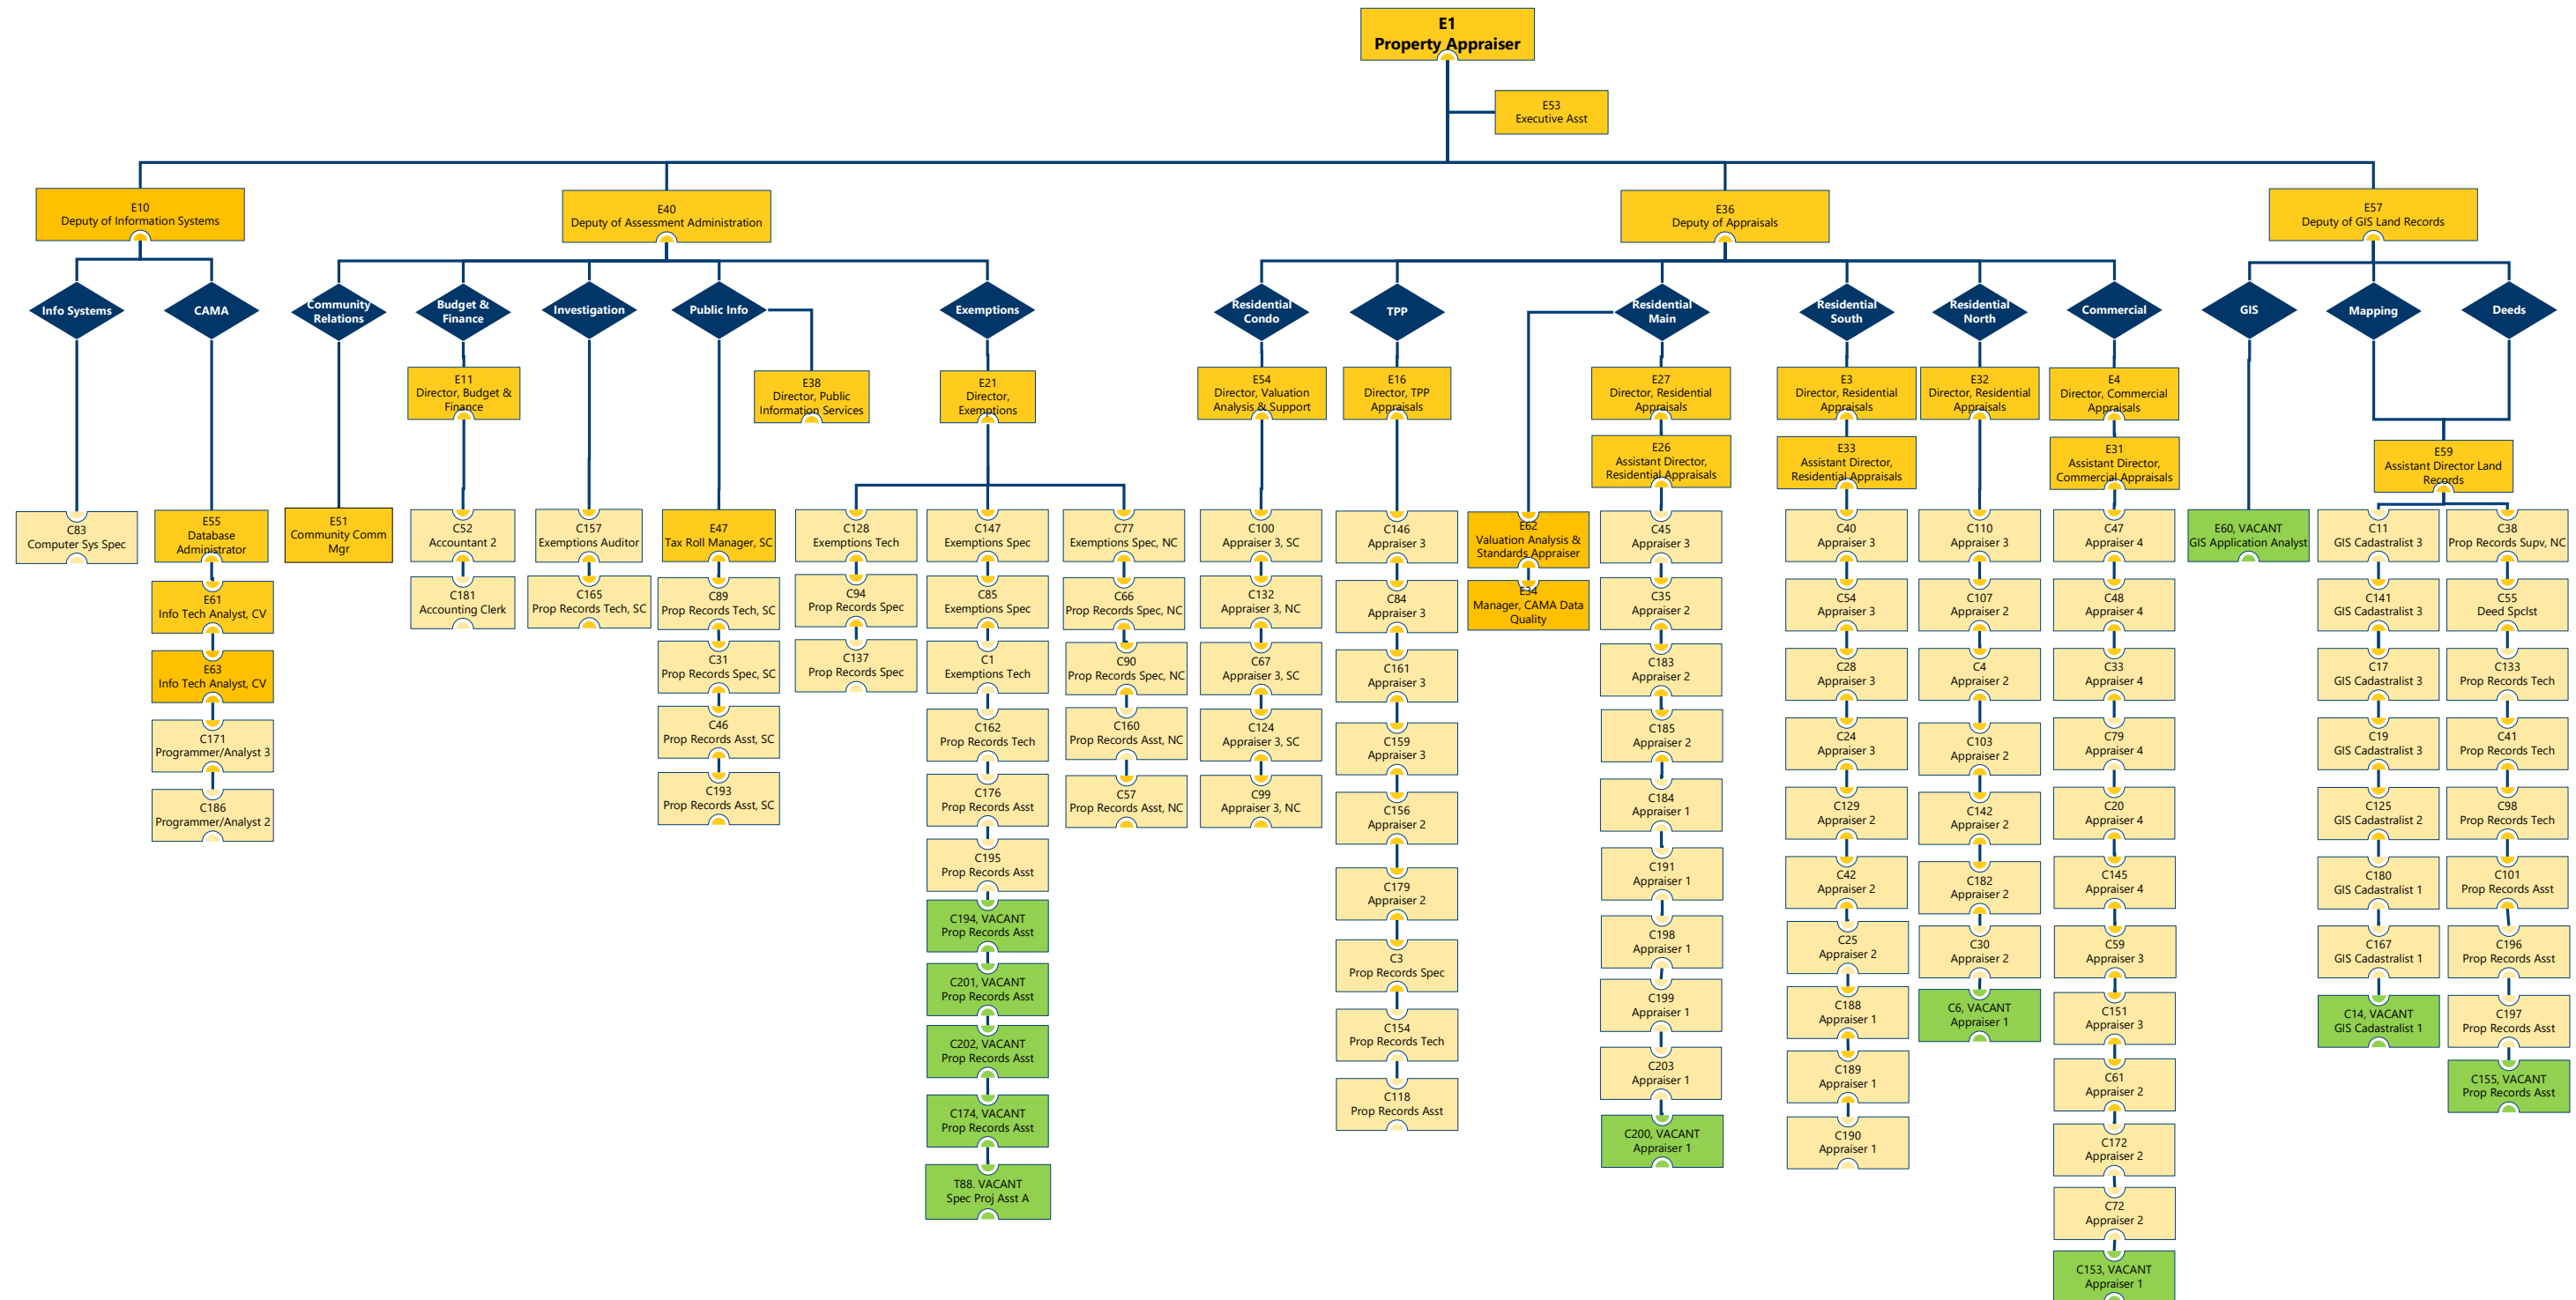 E1
Property Appraiser
E53
Executive Asst
E10
Deputy of Information Systems
E40
Deputy of Assessment Administration
E36
Deputy of Appraisals
E57
Deputy of GIS Land Records
Info Systems
CAMA
Community
Relations
Budget &
Finance
Investigation
Public Info
Exemptions
Residential
Condo
TPP
Residential
Main
Residential
South
Residential
North
Commercial
GIS
Mapping
Deeds
E11
Director, Budget &
Finance
E38
Director, Public
Information Services
E21
Director,
Exemptions
E54
Director, Valuation
Analysis & Support
E16
Director, TPP
Appraisals
E27
Director, Residential
Appraisals
E3
Director, Residential
Appraisals
E32
Director, Residential
Appraisals
E4
Director, Commercial
Appraisals
E26
Assistant Director,
Residential Appraisals
E33
Assistant Director,
Residential Appraisals
E31
Assistant Director,
Commercial Appraisals
E59
Assistant Director Land
Records
C83
Computer Sys Spec
E55
Database
Administrator
E61
Info Tech Analyst, CV
E63
Info Tech Analyst, CV
C171
Programmer/Analyst 3
C186
Programmer/Analyst 2
E51
Community Comm
Mgr
C52
Accountant 2
C181
Accounting Clerk
C157
Exemptions Auditor
C165
Prop Records Tech, SC
E47
Tax Roll Manager, SC
C89
Prop Records Tech, SC
C31
Prop Records Spec, SC
C46
Prop Records Asst, SC
C193
Prop Records Asst, SC
C128
Exemptions Tech
C94
Prop Records Spec
C137
Prop Records Spec
C147
Exemptions Spec
C85
Exemptions Spec
C1
Exemptions Tech
C162
Prop Records Tech
C176
Prop Records Asst
C195
Prop Records Asst
C194, VACANT
Prop Records Asst
C201, VACANT
Prop Records Asst
C202, VACANT
Prop Records Asst
C174, VACANT
Prop Records Asst
T88. VACANT
Spec Proj Asst A
C77
Exemptions Spec, NC
C66
Prop Records Spec, NC
C90
Prop Records Spec, NC
C160
Prop Records Asst, NC
C57
Prop Records Asst, NC
C100
Appraiser 3, SC
C132
Appraiser 3, NC
C67
Appraiser 3, SC
C124
Appraiser 3, SC
C99
Appraiser 3, NC
C146
Appraiser 3
C84
Appraiser 3
C161
Appraiser 3
C159
Appraiser 3
C156
Appraiser 2
C179
Appraiser 2
C3
Prop Records Spec
C154
Prop Records Tech
C118
Prop Records Asst
E62
Valuation Analysis &
Standards Appraiser
E34
Manager, CAMA Data
Quality
C45
Appraiser 3
C35
Appraiser 2
C183
Appraiser 2
C185
Appraiser 2
C184
Appraiser 1
C191
Appraiser 1
C198
Appraiser 1
C199
Appraiser 1
C203
Appraiser 1
C200, VACANT
Appraiser 1
C40
Appraiser 3
C54
Appraiser 3
C28
Appraiser 3
C24
Appraiser 3
C129
Appraiser 2
C42
Appraiser 2
C25
Appraiser 2
C188
Appraiser 1
C189
Appraiser 1
C190
Appraiser 1
C110
Appraiser 3
C107
Appraiser 2
C4
Appraiser 2
C103
Appraiser 2
C142
Appraiser 2
C182
Appraiser 2
C30
Appraiser 2
C6, VACANT
Appraiser 1
C47
Appraiser 4
C48
Appraiser 4
C33
Appraiser 4
C79
Appraiser 4
C20
Appraiser 4
C145
Appraiser 4
C59
Appraiser 3
C151
Appraiser 3
C61
Appraiser 2
C172
Appraiser 2
C72
Appraiser 2
C153, VACANT
Appraiser 1
E60, VACANT
GIS Application Analyst
C11
GIS Cadastralist 3
C141
GIS Cadastralist 3
C17
GIS Cadastralist 3
C19
GIS Cadastralist 3
C125
GIS Cadastralist 2
C180
GIS Cadastralist 1
C167
GIS Cadastralist 1
C14, VACANT
GIS Cadastralist 1
C38
Prop Records Supv, NC
C55
Deed Spclst
C133
Prop Records Tech
C41
Prop Records Tech
C98
Prop Records Tech
C101
Prop Records Asst
C196
Prop Records Asst
C197
Prop Records Asst
C155, VACANT
Prop Records Asst